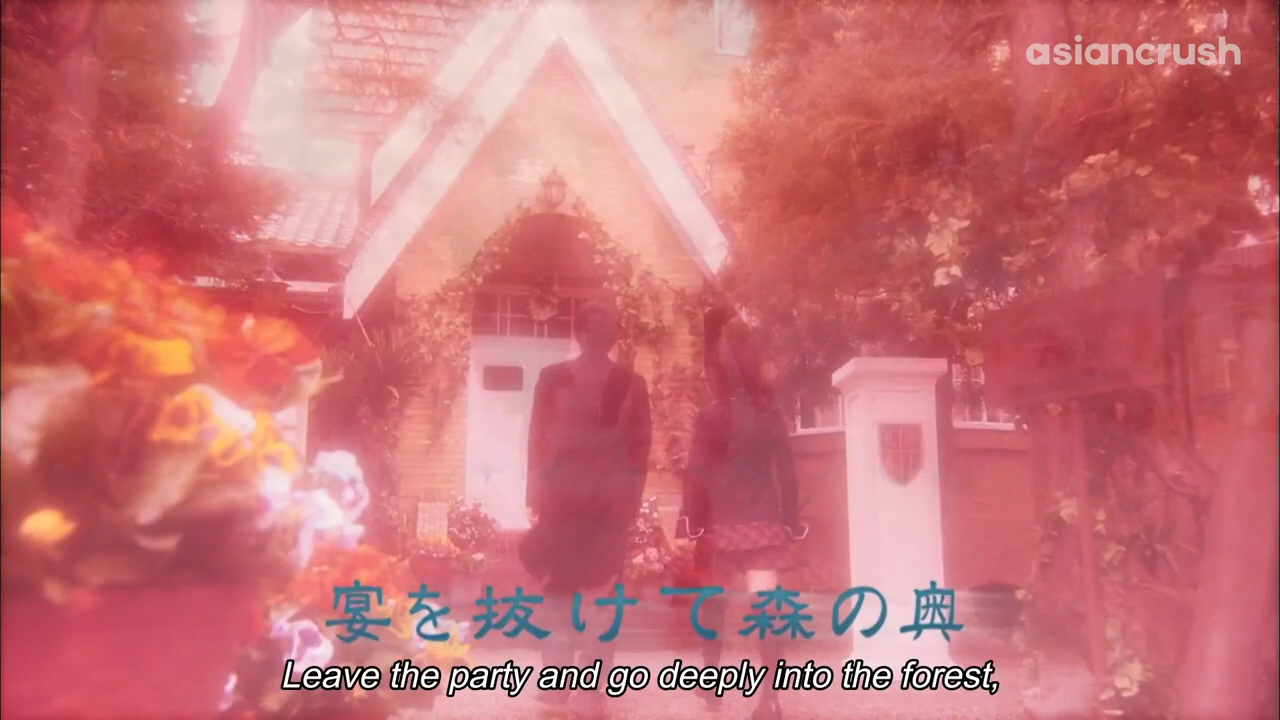 asiancrush
宴を抜けて森の奥
Leave the party and go deeply into the forest,